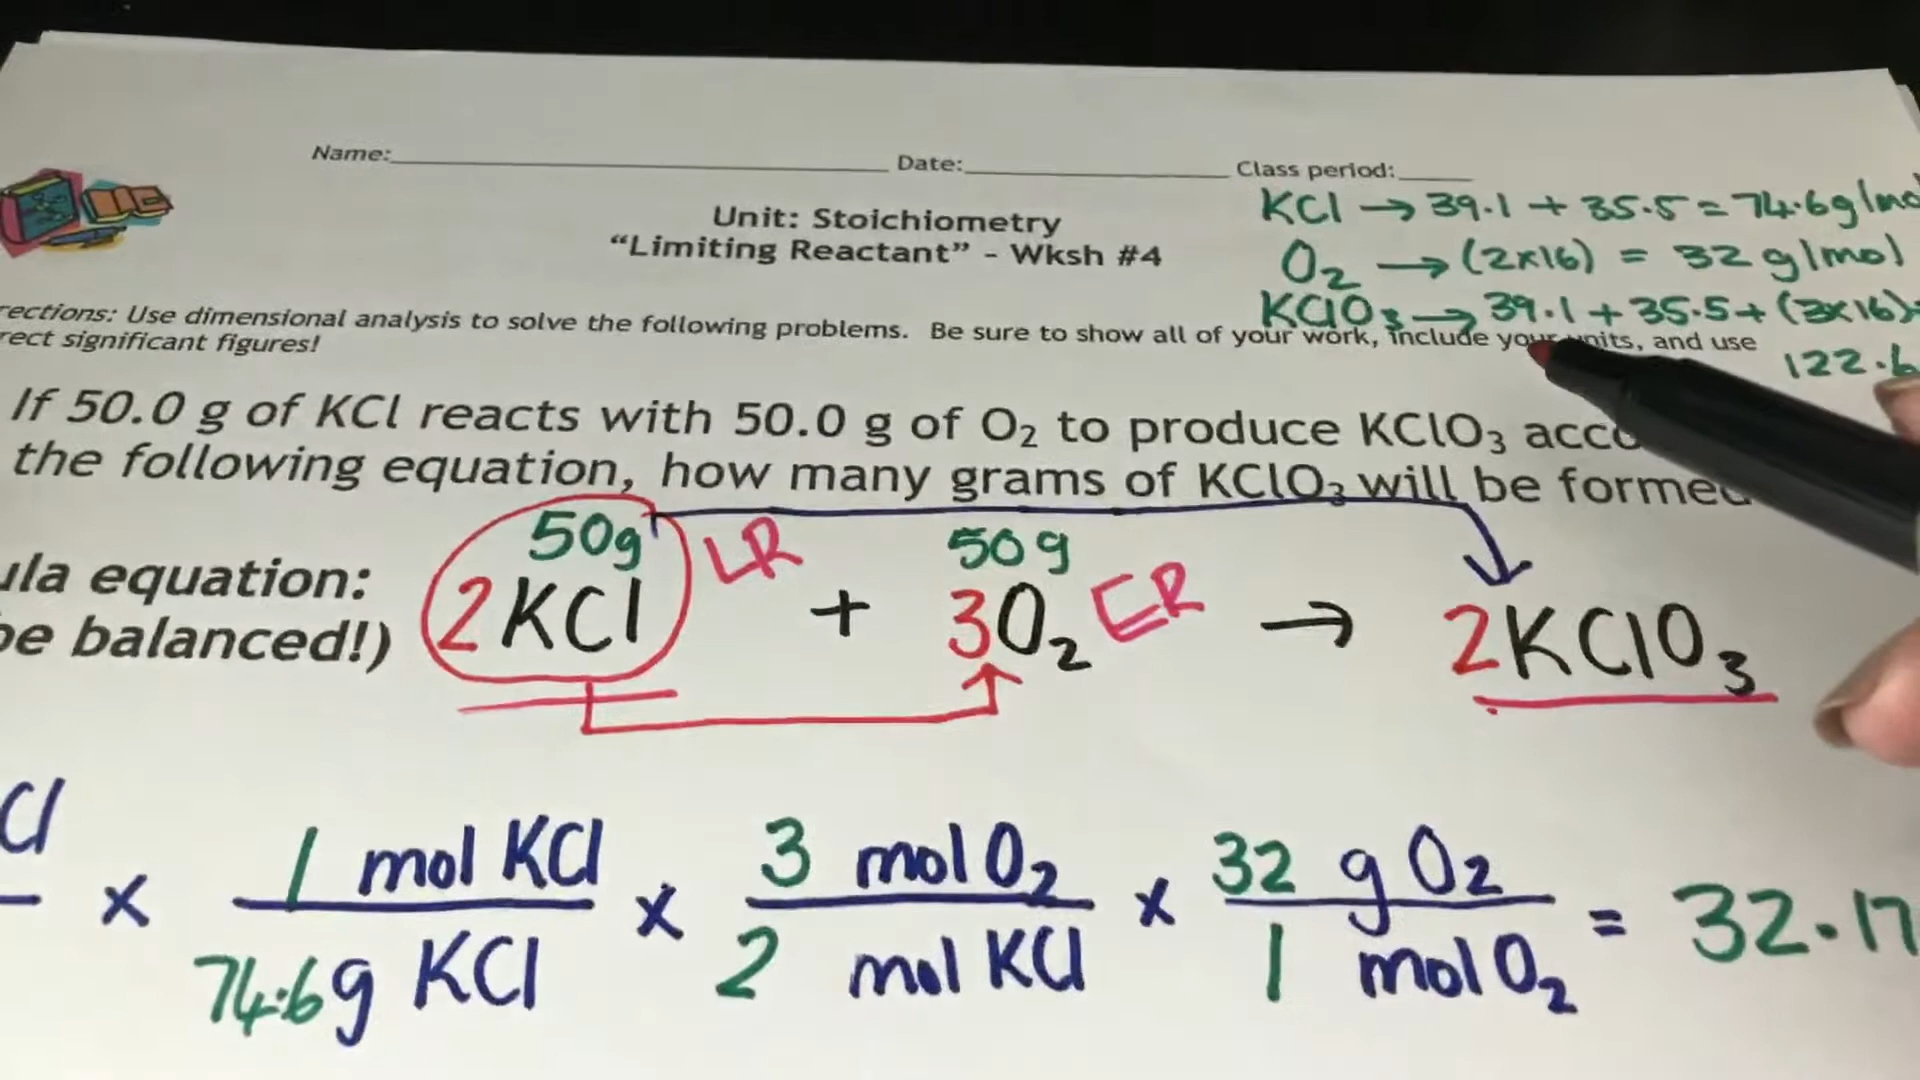 Name: Date: Class period:
KCl → 39.1 + 35.5 = 74.6g/mo
Unit: Stoichiometry
"Limiting Reactant" - Wksh #4
O₂ → (2x16) = 32 g/mol
KClO₃ → 39.1 + 35.5 + (3x16)
122.6
rections: Use dimensional analysis to solve the following problems. Be sure to show all of your work, include your units, and use
rect significant figures!
If 50.0 g of KCl reacts with 50.0 g of O₂ to produce KClO₃ acco
the following equation, how many grams of KClO₃ will be formed
50g LR 50g ER
ula equation:
be balanced!)
2KCl + 3O₂ → 2KClO₃
Cl × 1 mol KCl × 3 mol O₂ × 32 g O₂ = 32.17
74.6g KCl 2 mol KCl 1 mol O₂